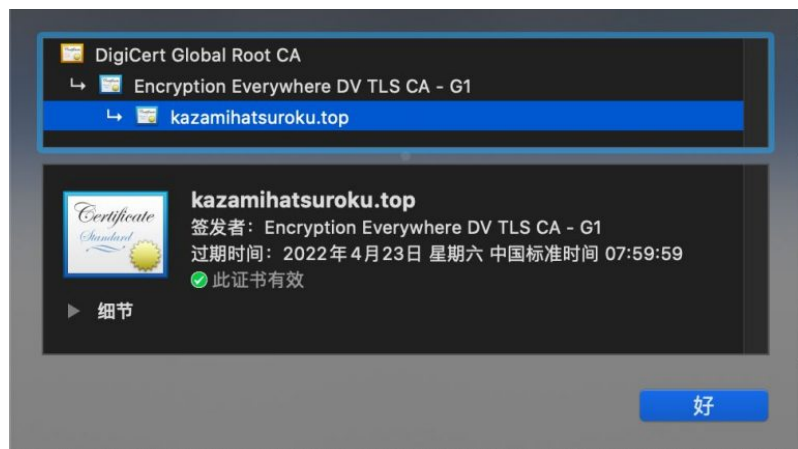 DigiCert Global Root CA
Encryption Everywhere DV TLS CA - G1
kazamihatsuroku.top
Certificate
Standard
kazamihatsuroku.top
签发者：Encryption Everywhere DV TLS CA - G1
过期时间：2022年4月23日 星期六 中国标准时间 07:59:59
此证书有效
细节
好